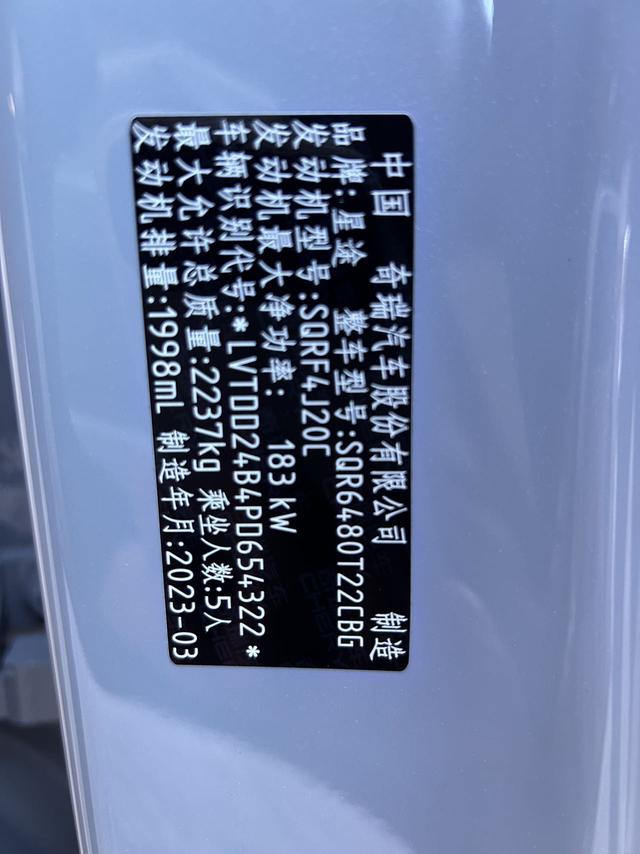 中国 奇瑞汽车股份有限公司 制造
品牌:星途 整车型号:SQR6480T22CBG
发动机型号:SQRF4J20C
发动机最大净功率: 183 kW
车辆识别代号:*LVTDD24B4PD654322*
最大允许总质量:2237kg 乘坐人数:5人
发动机排量:1998mL 制造年月:2023-03